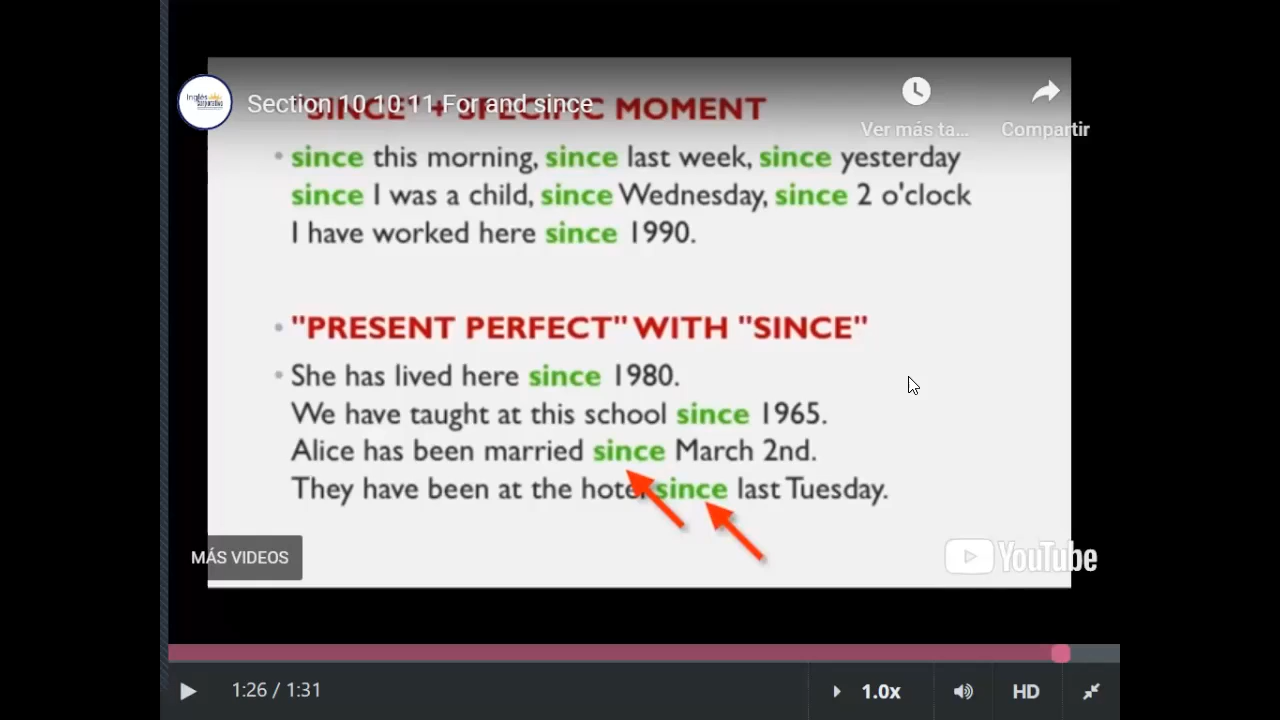 Section 10 10 11 For and since
"SINCE" + SPECIFIC MOMENT
Ver más ta...
Compartir
• since this morning, since last week, since yesterday
since I was a child, since Wednesday, since 2 o'clock
I have worked here since 1990.
• "PRESENT PERFECT" WITH "SINCE"
• She has lived here since 1980.
We have taught at this school since 1965.
Alice has been married since March 2nd.
They have been at the hotel since last Tuesday.
MÁS VIDEOS
YouTube
1:26 / 1:31
1.0x
HD